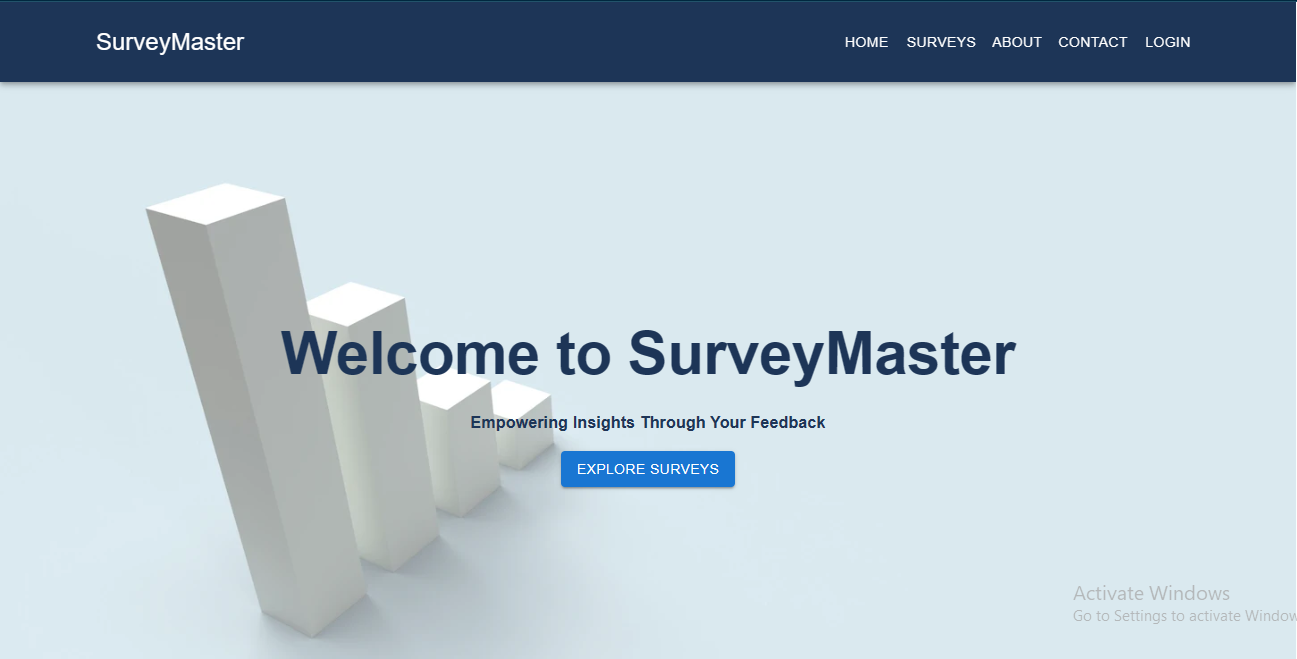 SurveyMaster
HOME SURVEYS ABOUT CONTACT LOGIN
Welcome to SurveyMaster
Empowering Insights Through Your Feedback
EXPLORE SURVEYS
Activate Windows
Go to Settings to activate Window